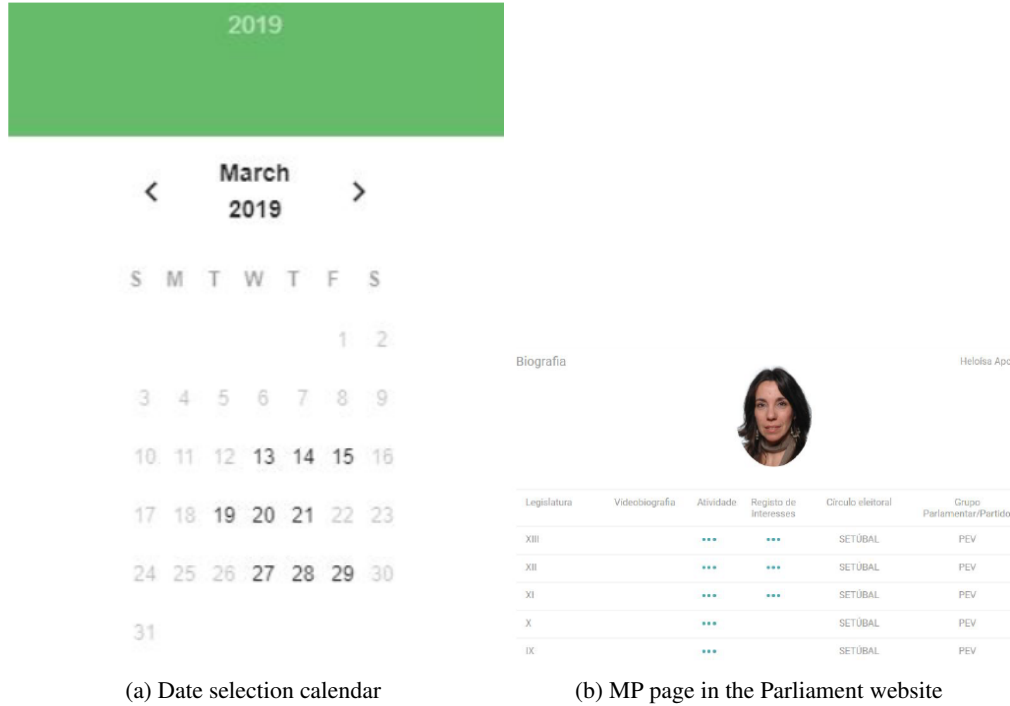 2019
March
2019
S M T W T F S
1 2
3 4 5 6 7 8 9
10 11 12 13 14 15 16
17 18 19 20 21 22 23
24 25 26 27 28 29 30
31
(a) Date selection calendar
Biografia Heloísa Apo
Legislatura Videobiografia Atividade Registo de Interesses Círculo eleitoral Grupo Parlamentar/Partido
XIII ••• ••• SETÚBAL PEV
XII ••• ••• SETÚBAL PEV
XI ••• ••• SETÚBAL PEV
X ••• SETÚBAL PEV
IX ••• SETÚBAL PEV
(b) MP page in the Parliament website